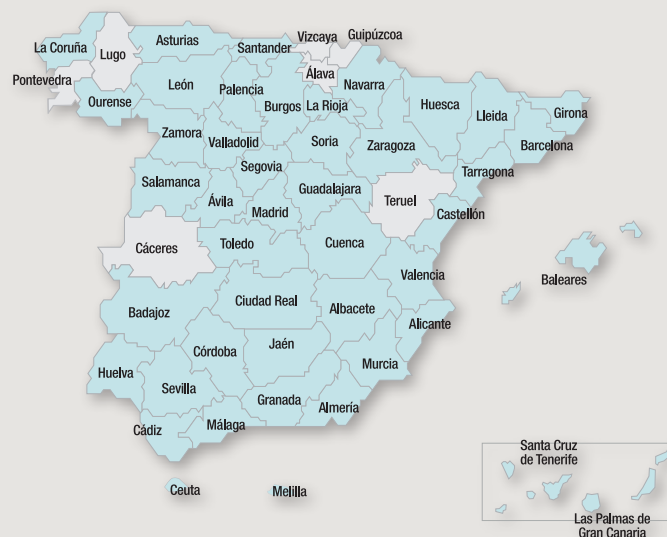 Vizcaya
Guipúzcoa
La Coruña
Lugo
Asturias
Santander
Álava
Pontevedra
Ourense
León
Palencia
Burgos
La Rioja
Navarra
Huesca
Lleida
Girona
Zamora
Valladolid
Soria
Zaragoza
Barcelona
Segovia
Tarragona
Salamanca
Ávila
Madrid
Guadalajara
Teruel
Castellón
Cáceres
Toledo
Cuenca
Valencia
Baleares
Badajoz
Ciudad Real
Albacete
Alicante
Huelva
Córdoba
Jaén
Murcia
Sevilla
Granada
Almería
Cádiz
Málaga
Ceuta
Melilla
Santa Cruz
de Tenerife
Las Palmas de
Gran Canaria